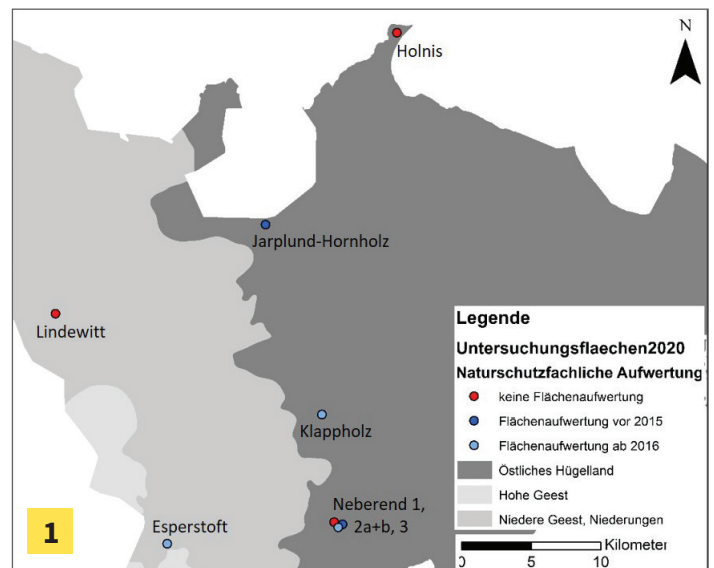 N
Holnis
Jarplund-Hornholz
Lindewitt
Klappholz
Neberend 1,
2a+b, 3
Esperstoft
1
Legende
Untersuchungsflaechen2020
Naturschutzfachliche Aufwertung
keine Flächenaufwertung
Flächenaufwertung vor 2015
Flächenaufwertung ab 2016
Östliches Hügelland
Hohe Geest
Niedere Geest, Niederungen
Kilometer
0 5 10